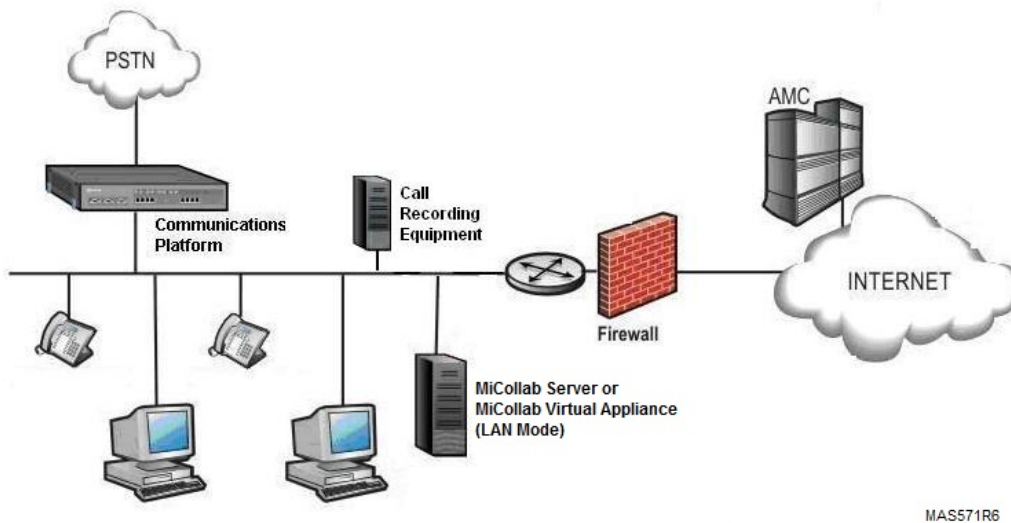 PSTN
AMC
Communications
Platform
Call
Recording
Equipment
INTERNET
Firewall
MiCollab Server or
MiCollab Virtual Appliance
(LAN Mode)
MAS571R6